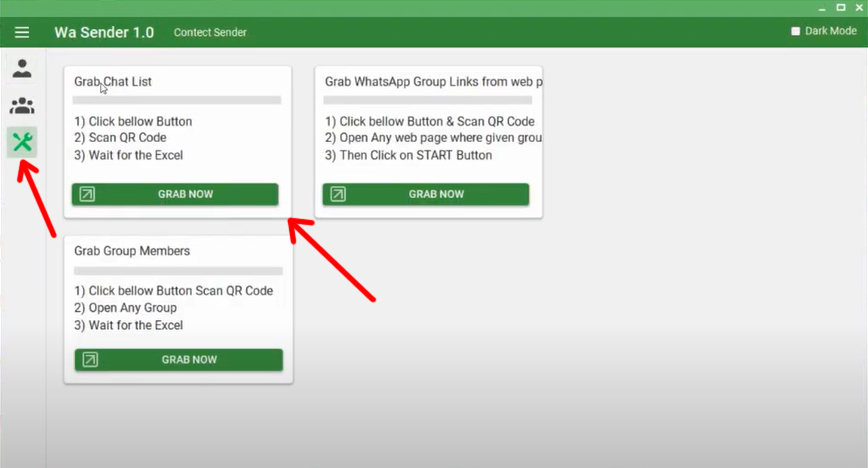 Wa Sender 1.0
Contect Sender
Dark Mode
Grab Chat List
1) Click bellow Button
2) Scan QR Code
3) Wait for the Excel
GRAB NOW
Grab WhatsApp Group Links from web p
1) Click bellow Button & Scan QR Code
2) Open Any web page where given grou
3) Then Click on START Button
GRAB NOW
Grab Group Members
1) Click bellow Button Scan QR Code
2) Open Any Group
3) Wait for the Excel
GRAB NOW